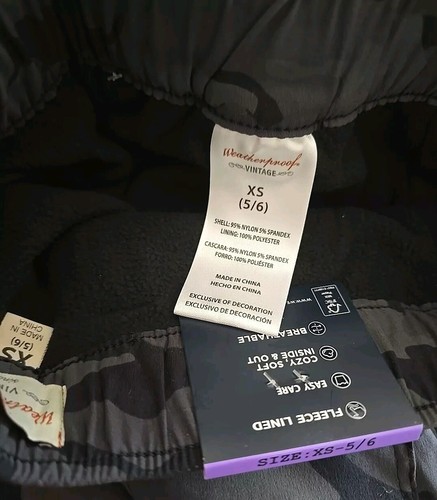 Weatherproof®
VINTAGE
XS
(5/6)
SHELL: 95% NYLON 5% SPANDEX
LINING: 100% POLYESTER
CASCARA: 95% NYLON 5% SPANDEX
FORRO: 100% POLIÉSTER
MADE IN CHINA
HECHO EN CHINA
EXCLUSIVE OF DECORATION
EXCLUSIVO DE DECORACIÓN
XS
(5/6)
MADE IN
CHINA
FLEECE LINED
EASY CARE
COZY, SOFT
INSIDE & OUT
BREATHABLE
SIZE: XS-5/6